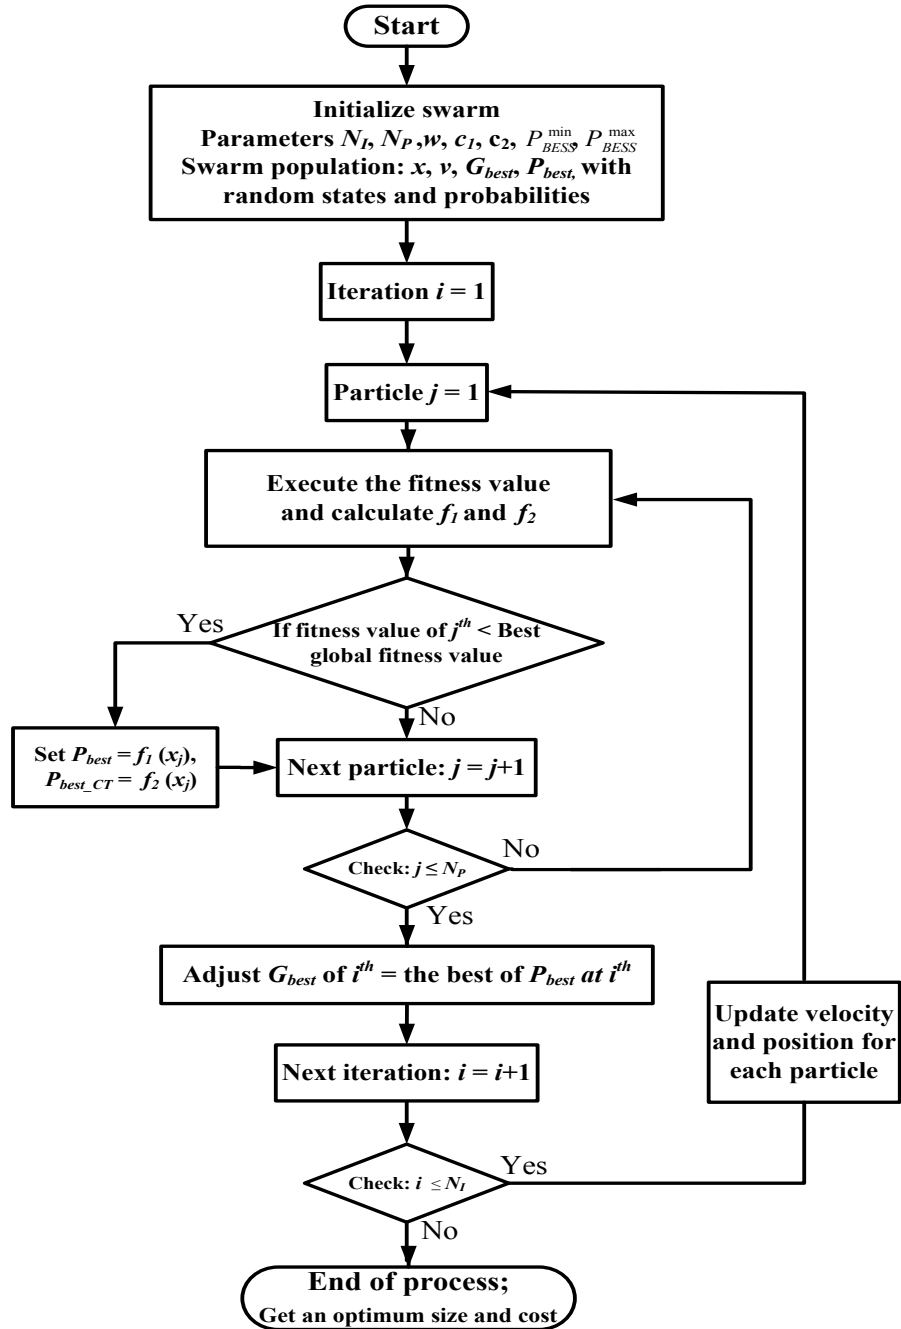 Start
Initialize swarm
Parameters N_I, N_P ,w, c_1, c_2, P_BESS^min, P_BESS^max
Swarm population: x, v, G_best, P_best, with
random states and probabilities
Iteration i = 1
Particle j = 1
Execute the fitness value
and calculate f_1 and f_2
If fitness value of j^th < Best
global fitness value
Yes
No
Set P_best = f_1 (x_j),
P_best_CT = f_2 (x_j)
Next particle: j = j+1
Check: j ≤ N_P
No
Yes
Adjust G_best of i^th = the best of P_best at i^th
Update velocity
and position for
each particle
Next iteration: i = i+1
Check: i ≤ N_I
Yes
No
End of process;
Get an optimum size and cost